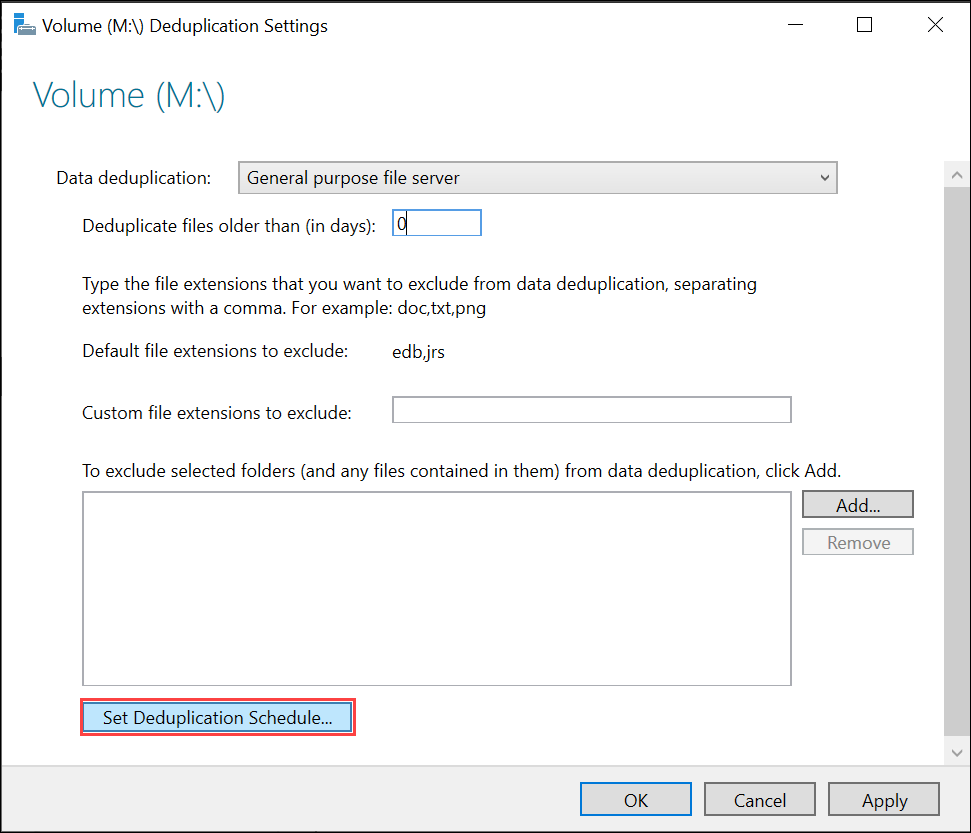 Volume (M:\) Deduplication Settings
Volume (M:\)
Data deduplication: General purpose file server
Deduplicate files older than (in days): 0
Type the file extensions that you want to exclude from data deduplication, separating
extensions with a comma. For example: doc,txt,png
Default file extensions to exclude: edb,jrs
Custom file extensions to exclude:
To exclude selected folders (and any files contained in them) from data deduplication, click Add.
Add...
Remove
Set Deduplication Schedule...
OK Cancel Apply